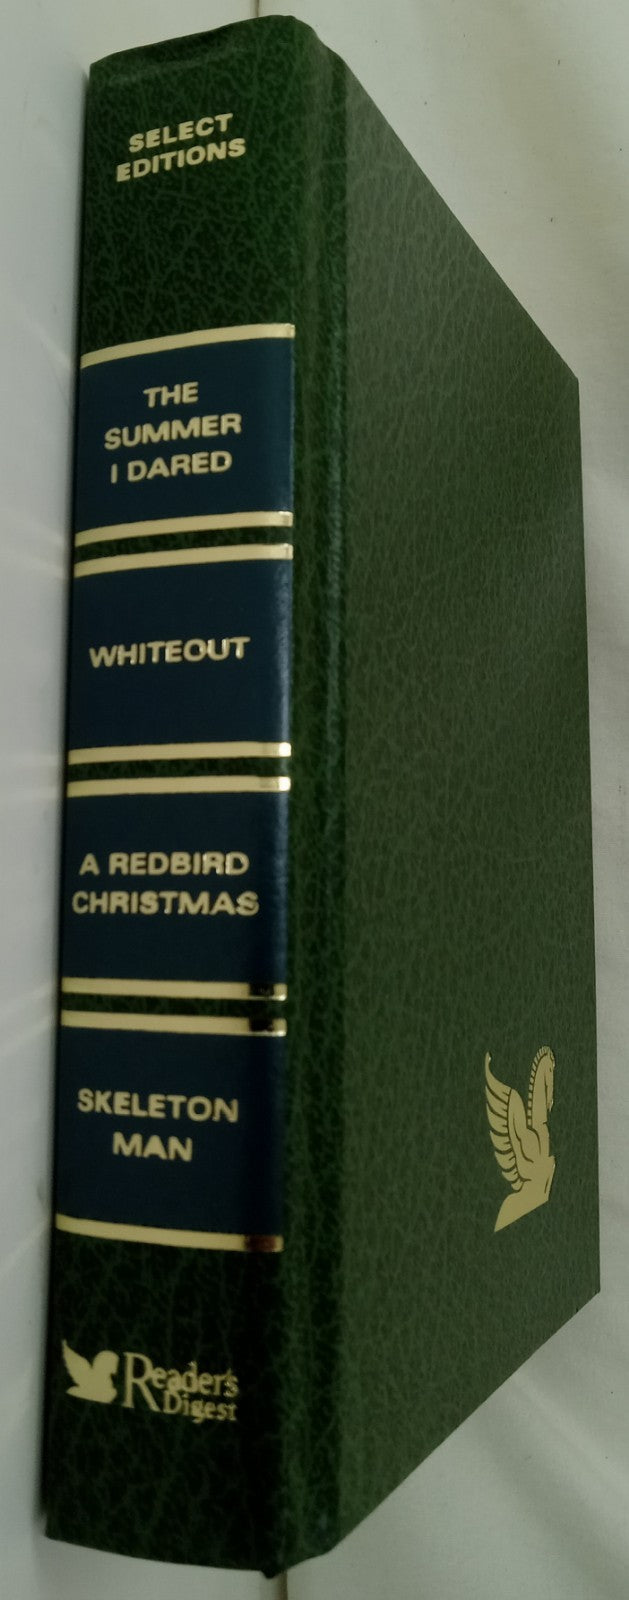 SELECT
EDITIONS
THE
SUMMER
I DARED
WHITEOUT
A REDBIRD
CHRISTMAS
SKELETON
MAN
Reader's
Digest